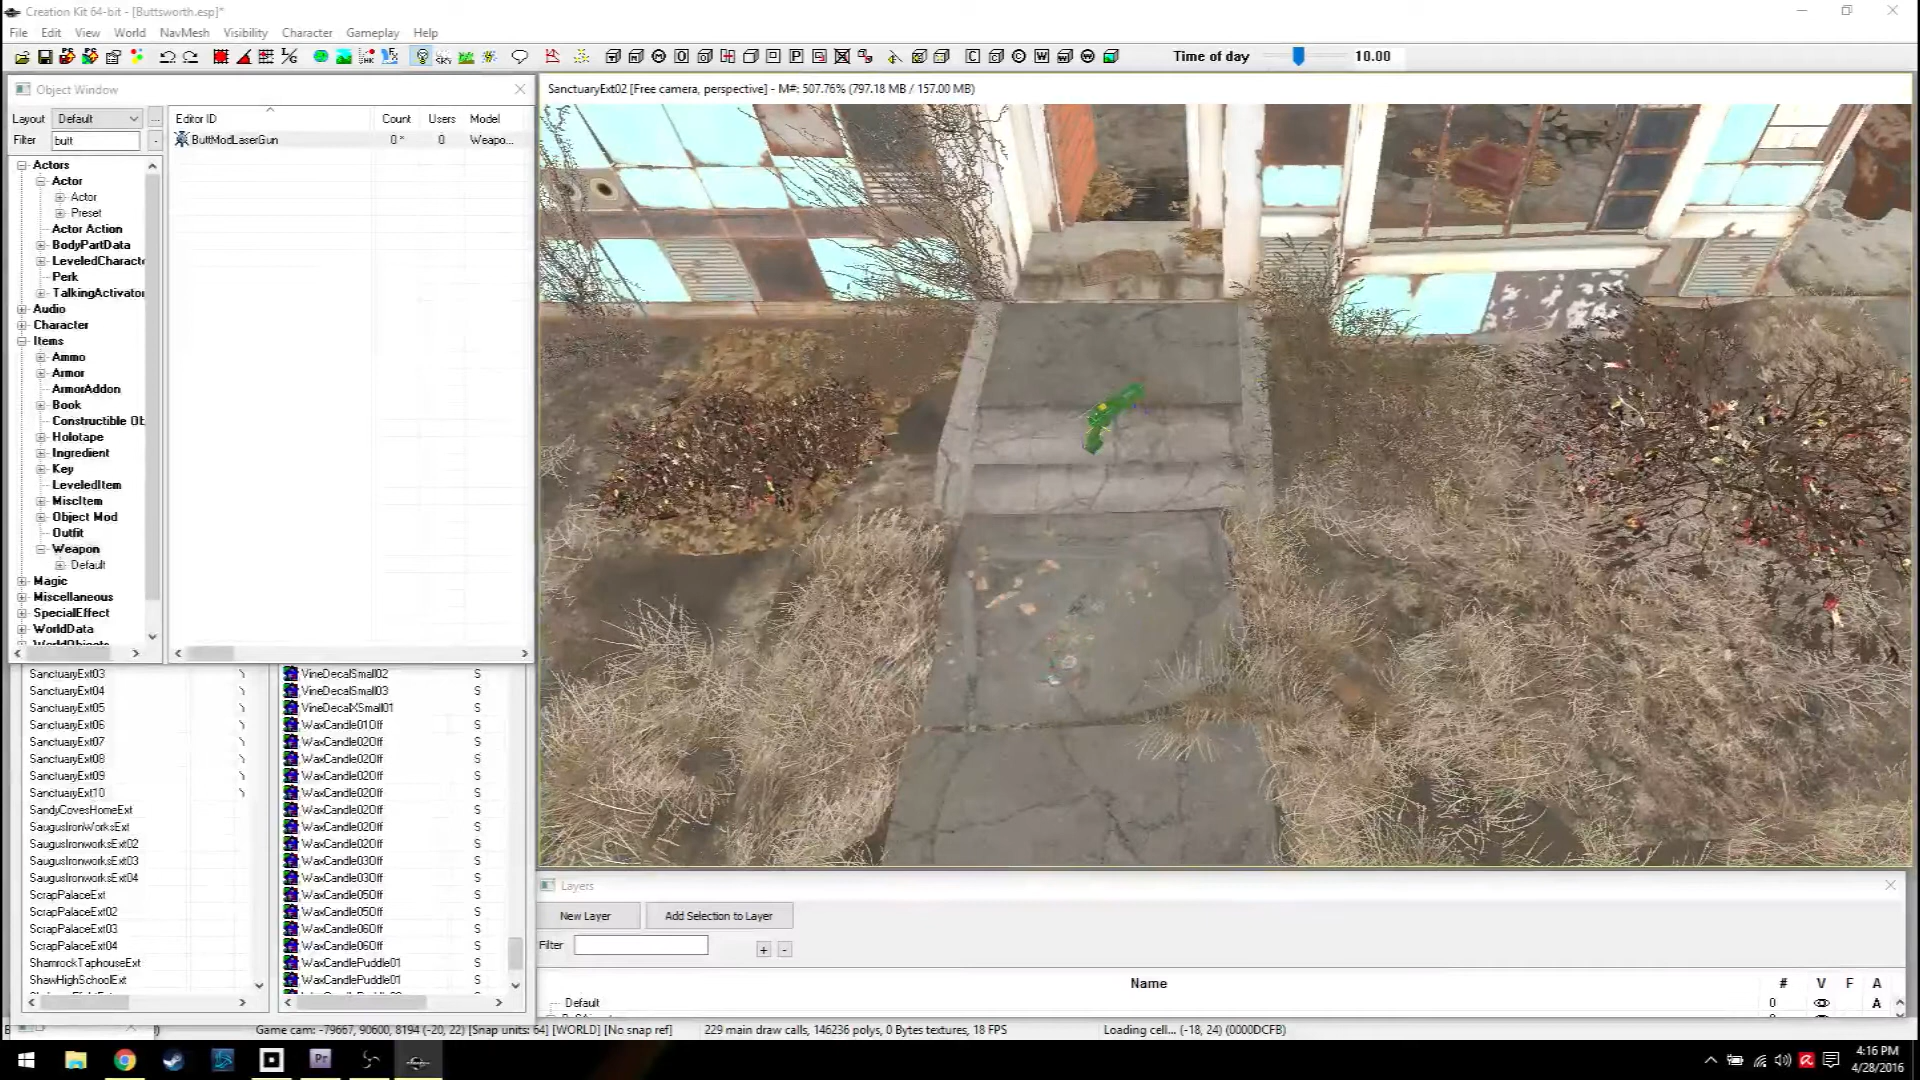 Creation Kit 64-bit - [Buttsworth.esp]*
File Edit View World NavMesh Visibility Character Gameplay Help
Time of day 10.00
Object Window
Layout Default ...
Filter butt
Editor ID Count Users Model
ButtModLaserGun 0 * 0 Weapo...
Actors
Actor
Actor
Preset
Actor Action
BodyPartData
LeveledCharact
Perk
TalkingActivator
Audio
Character
Items
Ammo
Armor
ArmorAddon
Book
Constructible Ob
Holotape
Ingredient
Key
LeveledItem
MiscItem
Object Mod
Outfit
Weapon
Default
Magic
Miscellaneous
SpecialEffect
WorldData
WorldObjects
SanctuaryExt03
SanctuaryExt04
SanctuaryExt05
SanctuaryExt06
SanctuaryExt07
SanctuaryExt08
SanctuaryExt09
SanctuaryExt10
SandyCovesHomeExt
SaugusIronWorksExt
SaugusIronworksExt02
SaugusIronworksExt03
SaugusIronworksExt04
ScrapPalaceExt
ScrapPalaceExt02
ScrapPalaceExt03
ScrapPalaceExt04
ShamrockTaphouseExt
ShawHighSchoolExt
VineDecalSmall02 S
VineDecalSmall03 S
VineDecalXSmall01 S
WaxCandle01Off S
WaxCandle02Off S
WaxCandle02Off S
WaxCandle02Off S
WaxCandle02Off S
WaxCandle02Off S
WaxCandle02Off S
WaxCandle02Off S
WaxCandle03Off S
WaxCandle03Off S
WaxCandle05Off S
WaxCandle05Off S
WaxCandle06Off S
WaxCandle06Off S
WaxCandlePuddle01 S
WaxCandlePuddle01 S
SanctuaryExt02 [Free camera, perspective] - M#: 507.76% (797.18 MB / 157.00 MB)
Layers
New Layer Add Selection to Layer
Filter + -
Name # V F A
Default 0 A
Game cam: -79667, 90600, 8194 (-20, 22) [Snap units: 64] [WORLD] [No snap ref]
229 main draw calls, 146236 polys, 0 Bytes textures, 18 FPS
Loading cell... (-18, 24) (0000DCFB)
Pr
4:16 PM
4/28/2016